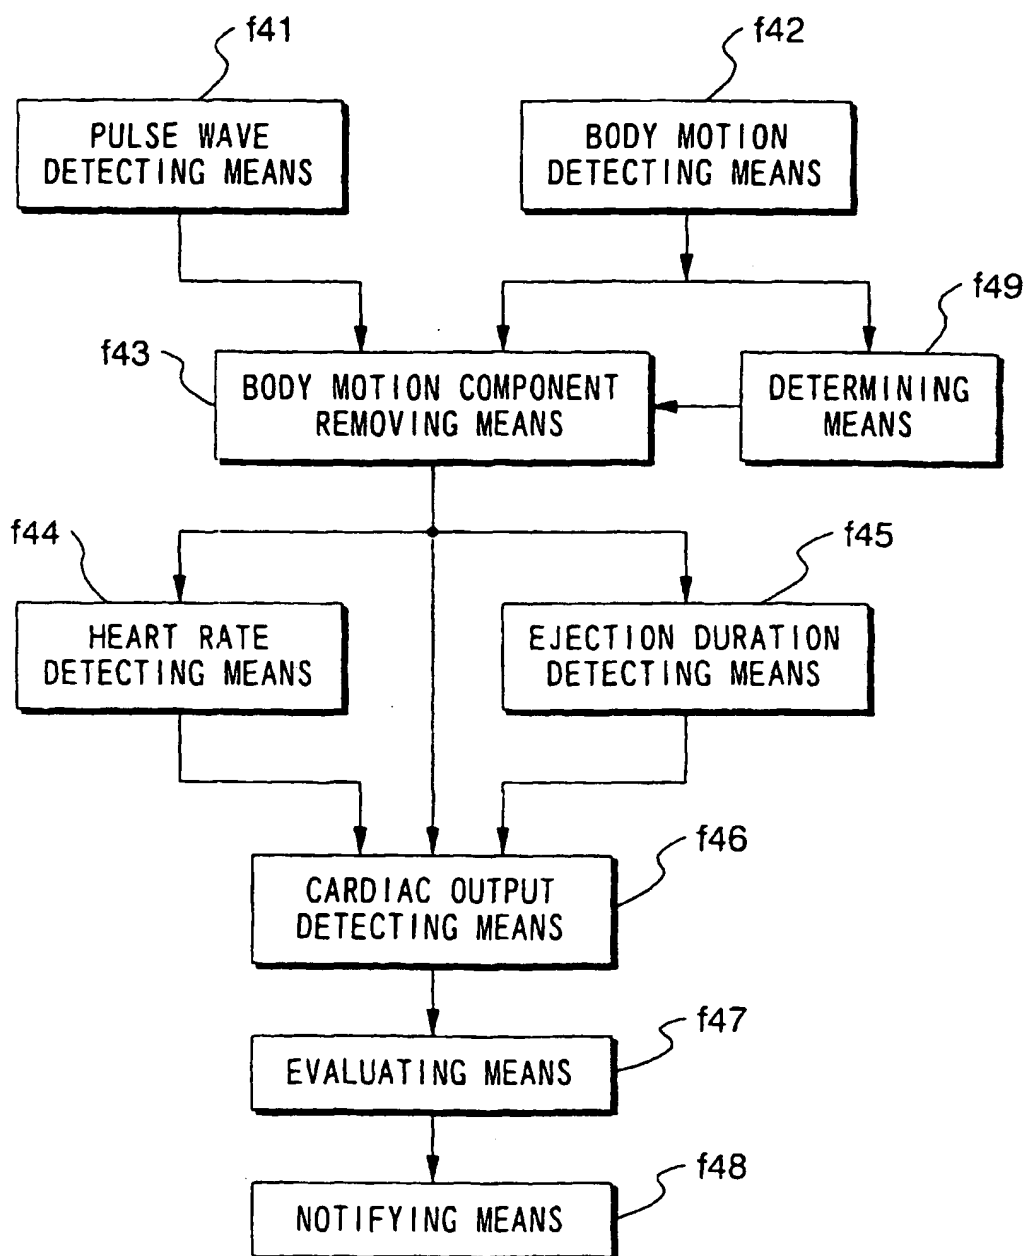 f41
f42
PULSE WAVE
DETECTING MEANS
BODY MOTION
DETECTING MEANS
f49
f43
BODY MOTION COMPONENT
REMOVING MEANS
DETERMINING
MEANS
f44
f45
HEART RATE
DETECTING MEANS
EJECTION DURATION
DETECTING MEANS
f46
CARDIAC OUTPUT
DETECTING MEANS
f47
EVALUATING MEANS
f48
NOTIFYING MEANS